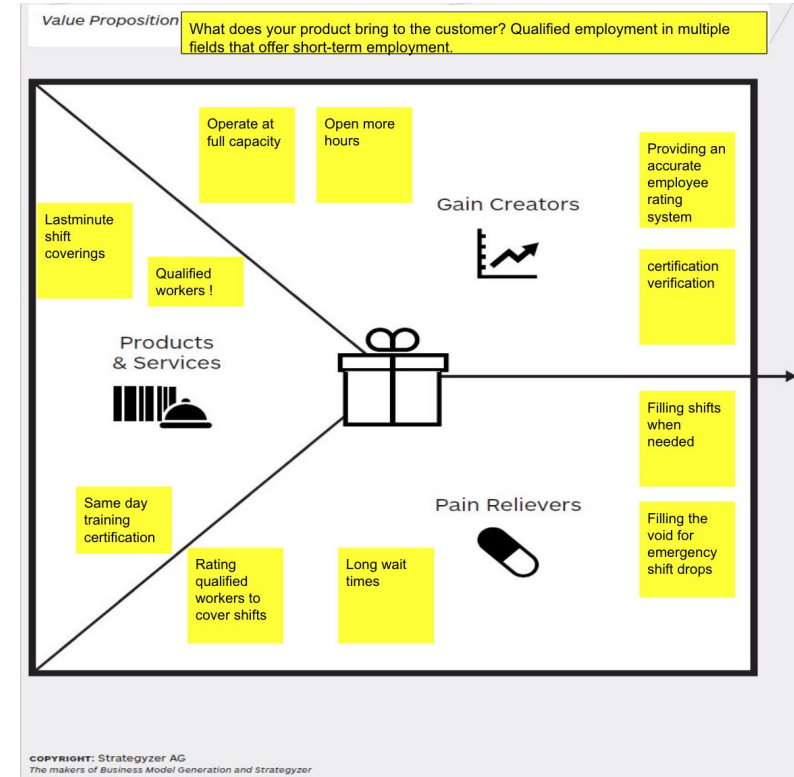 Value Proposition
What does your product bring to the customer? Qualified employment in multiple
fields that offer short-term employment.
Operate at
full capacity
Open more
hours
Gain Creators
Providing an
accurate
employee
rating
system
certification
verification
Lastminute
shift
coverings
Qualified
workers !
Products
& Services
Same day
training
certification
Rating
qualified
workers to
cover shifts
Long wait
times
Pain Relievers
Filling shifts
when
needed
Filling the
void for
emergency
shift drops
COPYRIGHT: Strategyzer AG
The makers of Business Model Generation and Strategyzer